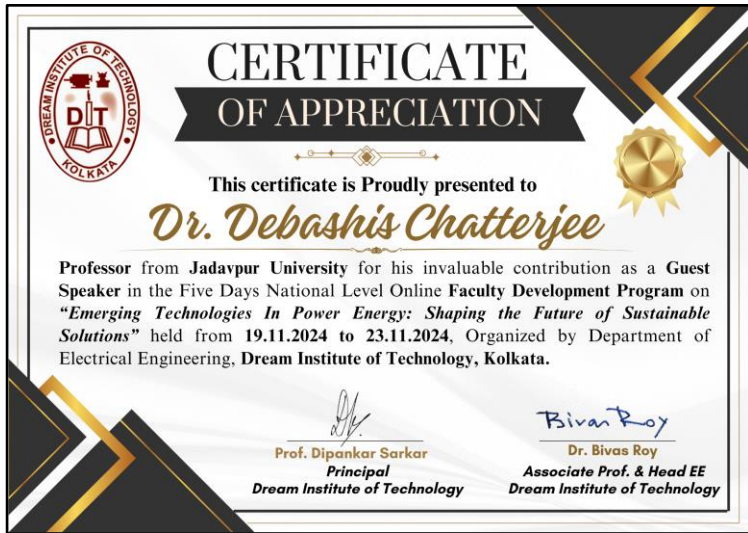 DREAM INSTITUTE OF TECHNOLOGY
DIT
KOLKATA
CERTIFICATE
OF APPRECIATION
This certificate is Proudly presented to
Dr. Debashis Chatterjee
Professor from Jadavpur University for his invaluable contribution as a Guest
Speaker in the Five Days National Level Online Faculty Development Program on
“Emerging Technologies In Power Energy: Shaping the Future of Sustainable
Solutions” held from 19.11.2024 to 23.11.2024, Organized by Department of
Electrical Engineering, Dream Institute of Technology, Kolkata.
Bivas Roy
Prof. Dipankar Sarkar
Principal
Dream Institute of Technology
Dr. Bivas Roy
Associate Prof. & Head EE
Dream Institute of Technology